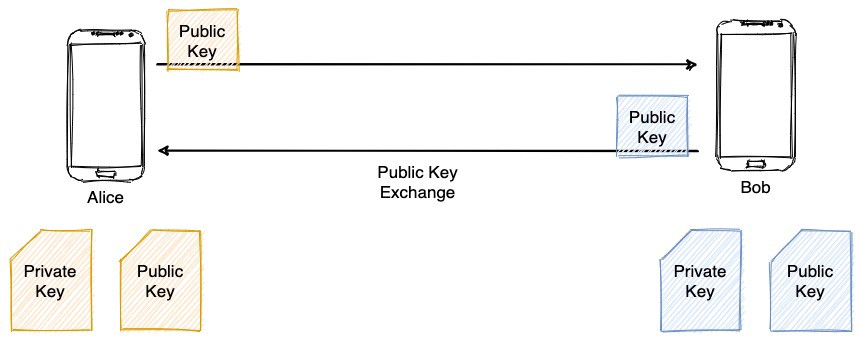 Public
Key
Public
Key
Public Key
Exchange
Alice
Bob
Private
Key
Public
Key
Private
Key
Public
Key